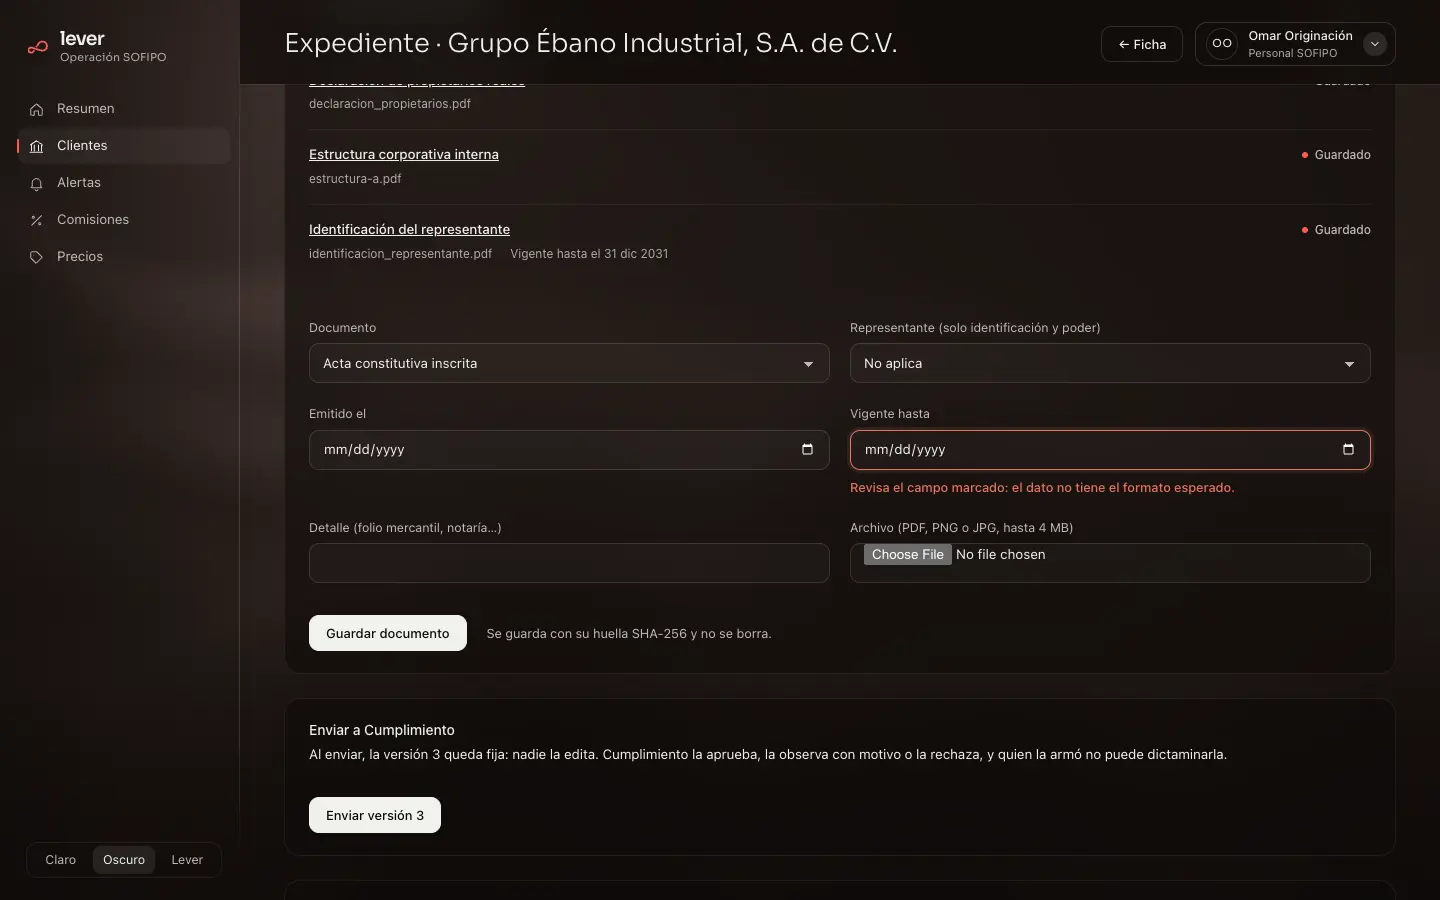 lever
Operación SOFIPO
Resumen
Clientes
Alertas
Comisiones
Precios
Claro
Oscuro
Lever
Expediente · Grupo Ébano Industrial, S.A. de C.V.
← Ficha
OO
Omar Originación
Personal SOFIPO
Declaración de propietarios reales
Guardado
declaracion_propietarios.pdf
Estructura corporativa interna
Guardado
estructura-a.pdf
Identificación del representante
Guardado
identificacion_representante.pdf Vigente hasta el 31 dic 2031
Documento
Acta constitutiva inscrita
Representante (solo identificación y poder)
No aplica
Emitido el
mm/dd/yyyy
Vigente hasta
mm/dd/yyyy
Revisa el campo marcado: el dato no tiene el formato esperado.
Detalle (folio mercantil, notaría...)
Archivo (PDF, PNG o JPG, hasta 4 MB)
Choose File No file chosen
Guardar documento
Se guarda con su huella SHA-256 y no se borra.
Enviar a Cumplimiento
Al enviar, la versión 3 queda fija: nadie la edita. Cumplimiento la aprueba, la observa con motivo o la rechaza, y quien la armó no puede dictaminarla.
Enviar versión 3